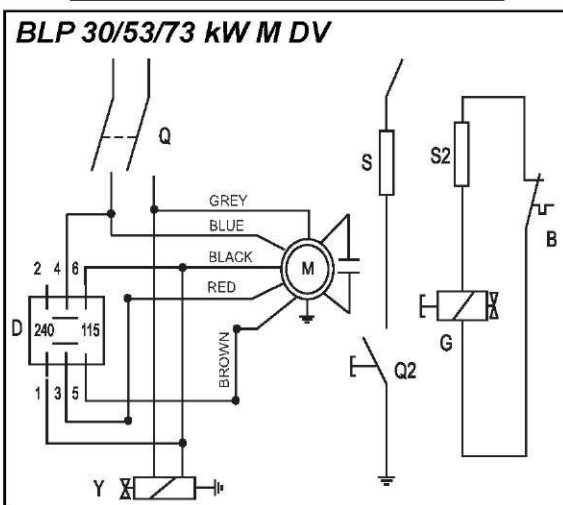 BLP 30/53/73 kW M DV
Q
S
S2
GREY
BLUE
B
BLACK
M
2 4 6
RED
D
240 115
BROWN
G
Q2
1 3 5
Y